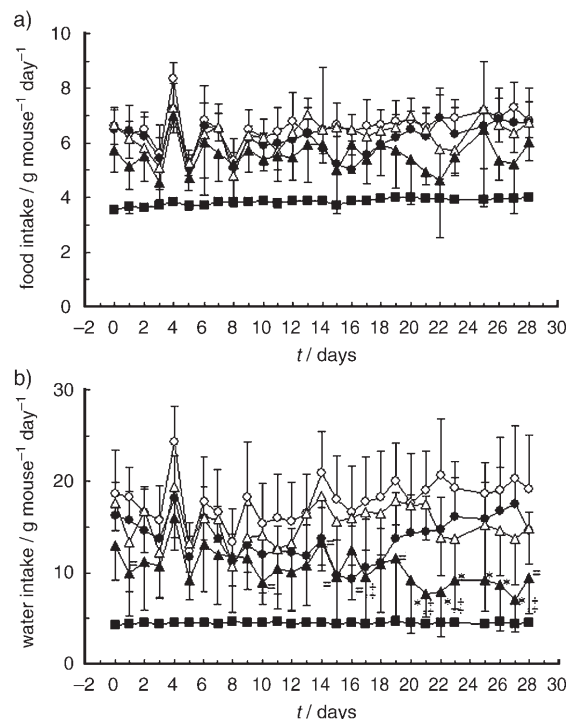 a)
10
8
6
4
2
0
food intake / g mouse⁻¹ day⁻¹
−2 0 2 4 6 8 10 12 14 16 18 20 22 24 26 28 30
t / days
b)
30
20
10
0
water intake / g mouse⁻¹ day⁻¹
−2 0 2 4 6 8 10 12 14 16 18 20 22 24 26 28 30
t / days